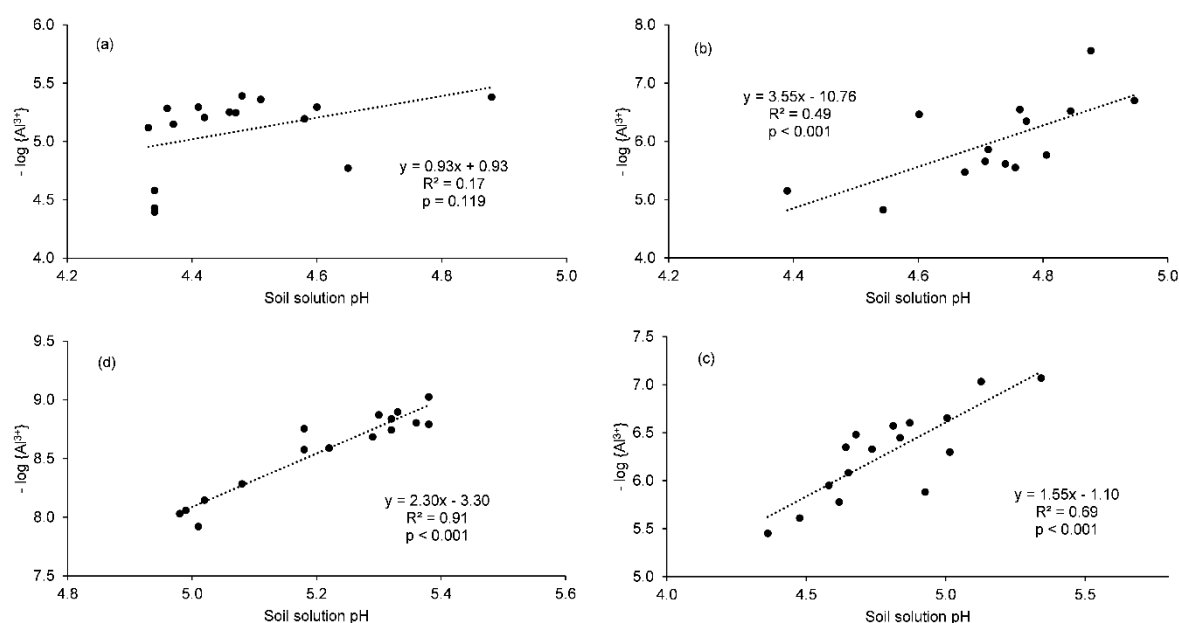 (a)
6.0
5.5
5.0
4.5
4.0
- log {Al³⁺}
y = 0.93x + 0.93
R² = 0.17
p = 0.119
4.2 4.4 4.6 4.8 5.0
Soil solution pH
(b)
8.0
7.0
6.0
5.0
4.0
- log {Al³⁺}
y = 3.55x - 10.76
R² = 0.49
p < 0.001
4.2 4.4 4.6 4.8 5.0
Soil solution pH
(d)
9.5
9.0
8.5
8.0
7.5
- log {Al³⁺}
y = 2.30x - 3.30
R² = 0.91
p < 0.001
4.8 5.0 5.2 5.4 5.6
Soil solution pH
(c)
7.5
7.0
6.5
6.0
5.5
5.0
- log {Al³⁺}
y = 1.55x - 1.10
R² = 0.69
p < 0.001
4.0 4.5 5.0 5.5
Soil solution pH